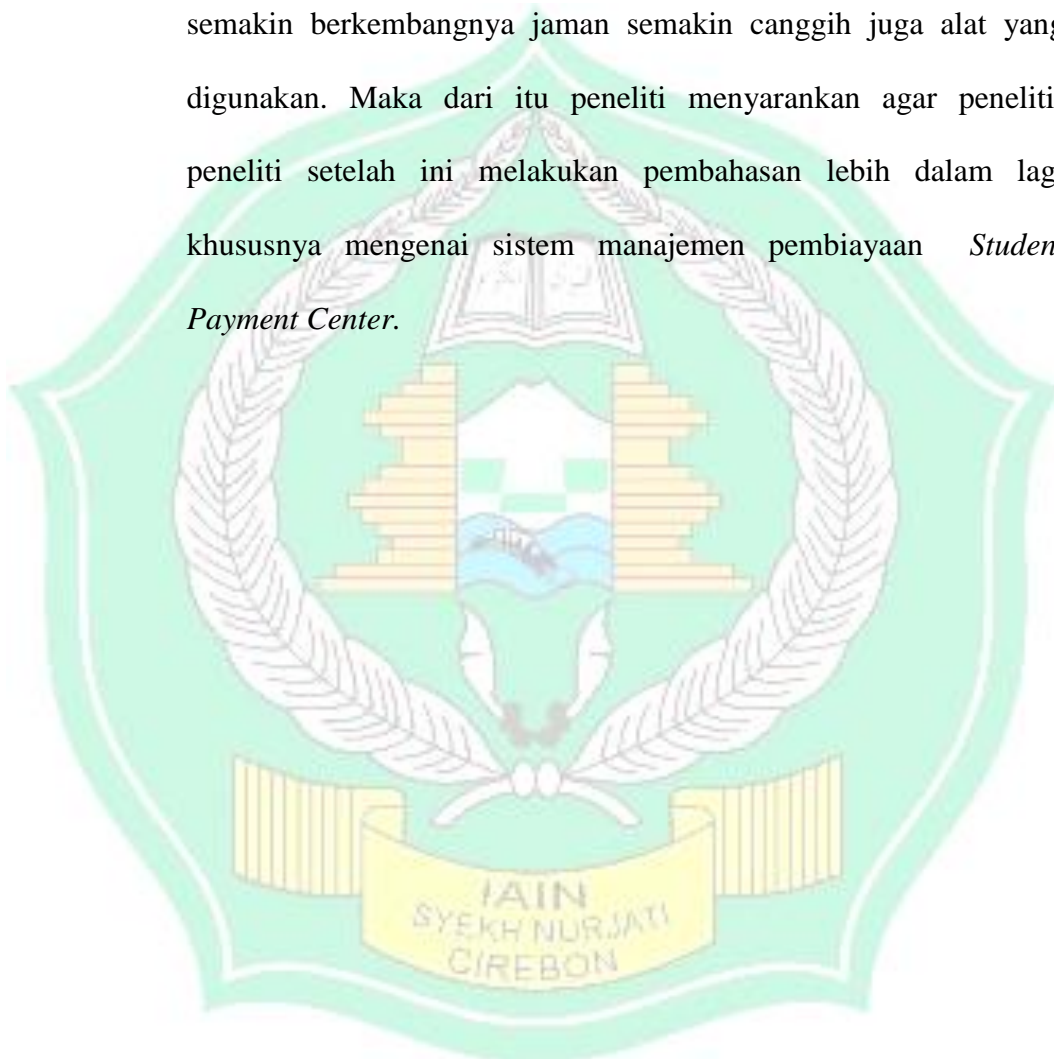 semakin berkembangnya jaman semakin canggih juga alat yang
digunakan. Maka dari itu peneliti menyarankan agar peneliti
peneliti setelah ini melakukan pembahasan lebih dalam lag
khususnya mengenai sistem manajemen pembiayaan Studen
Payment Center.
IAIN
SYEKH NURJATI
CIREBON